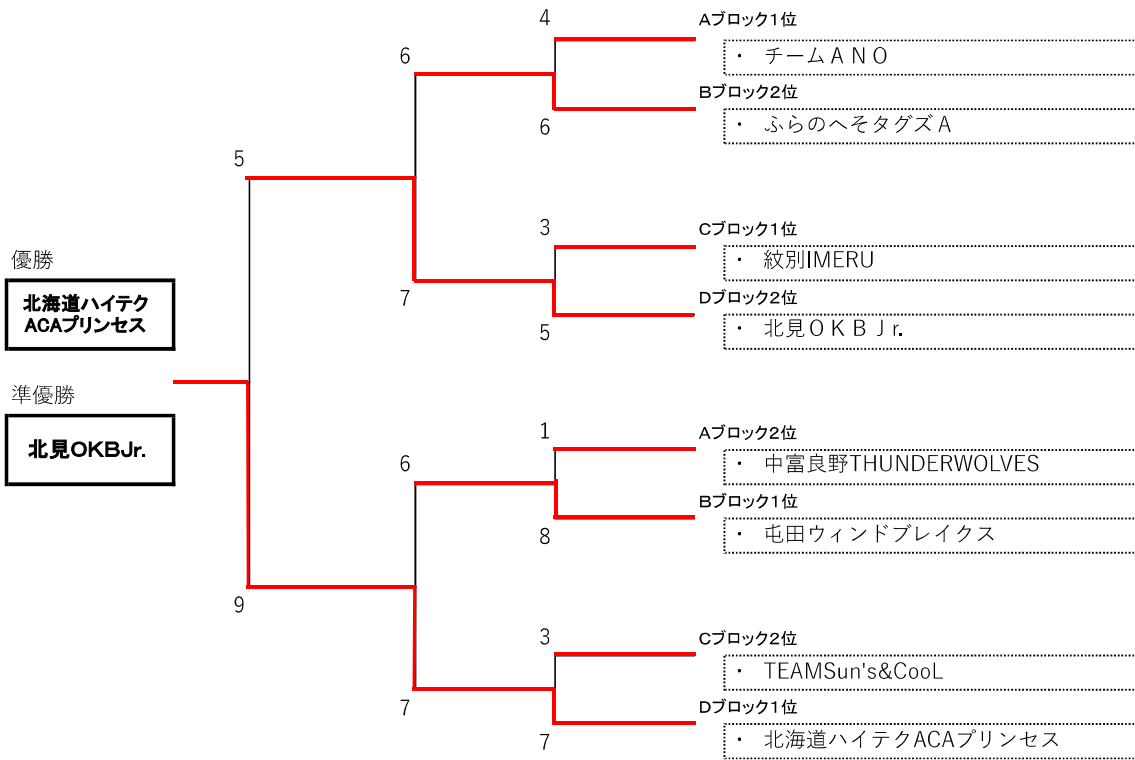 4
Aブロック1位
・ チームＡＮＯ
6
Bブロック2位
・ ふらのへそタグズＡ
6
5
3
Cブロック1位
・ 紋別IMERU
7
Dブロック2位
・ 北見ＯＫＢＪr.
5
優勝
北海道ハイテク
ACAプリンセス
準優勝
北見OKBJr.
1
Aブロック2位
・ 中富良野THUNDERWOLVES
6
Bブロック1位
・ 屯田ウィンドブレイクス
8
9
3
Cブロック2位
・ TEAMSun's&CooL
7
Dブロック1位
・ 北海道ハイテクACAプリンセス
7